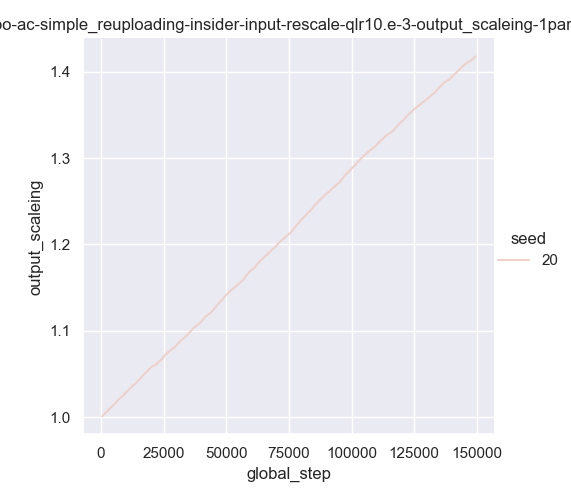 oo-ac-simple_reuploading-insider-input-rescale-qlr10.e-3-output_scaleing-1par
1.4
1.3
1.2
1.1
1.0
output_scaleing
0 25000 50000 75000 100000 125000 150000
global_step
seed
20